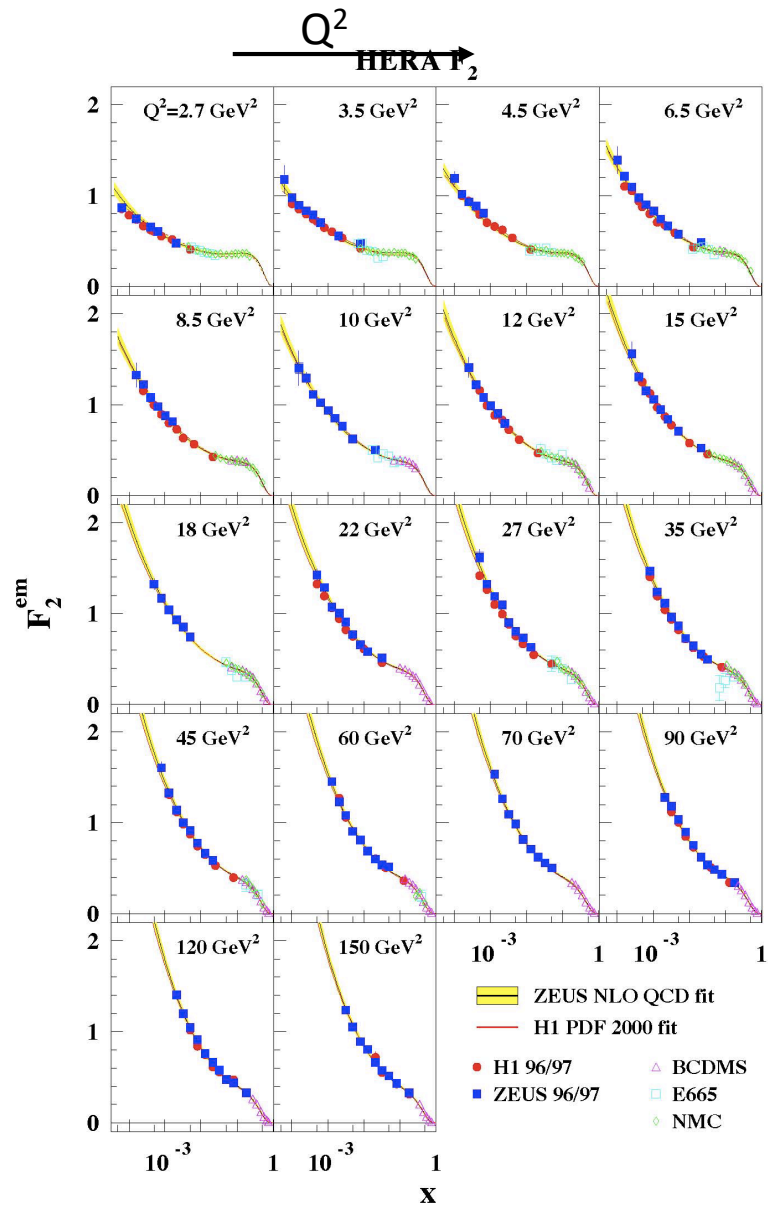 Q²
HERA F₂
Q²=2.7 GeV² 3.5 GeV² 4.5 GeV² 6.5 GeV²
2
1
0
8.5 GeV² 10 GeV² 12 GeV² 15 GeV²
2
1
0
18 GeV² 22 GeV² 27 GeV² 35 GeV²
2
1
0
F₂ᵉᵐ
45 GeV² 60 GeV² 70 GeV² 90 GeV²
2
1
0
10⁻³ 1 10⁻³ 1
120 GeV² 150 GeV²
2
1
0
10⁻³ 1 10⁻³ 1
x
ZEUS NLO QCD fit
H1 PDF 2000 fit
H1 96/97
ZEUS 96/97
BCDMS
E665
NMC